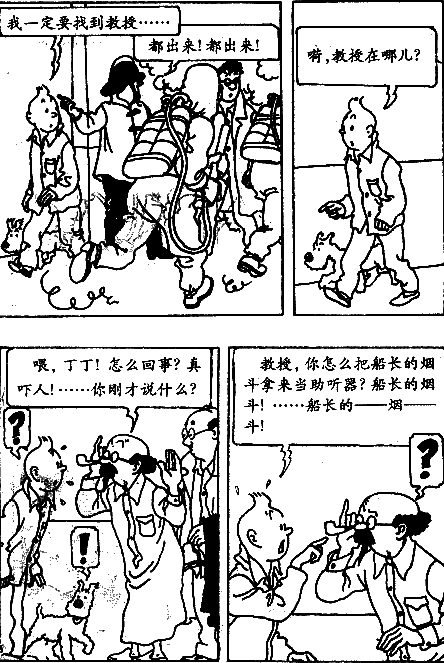 我一定要找到教授……
都出来！都出来！
嗬，教授在哪儿？
喂，丁丁！怎么回事？真
吓人！……你刚才说什么？
?
!
教授，你怎么把船长的烟
斗拿来当助听器？船长的烟
斗！……船长的——烟——
斗！
?